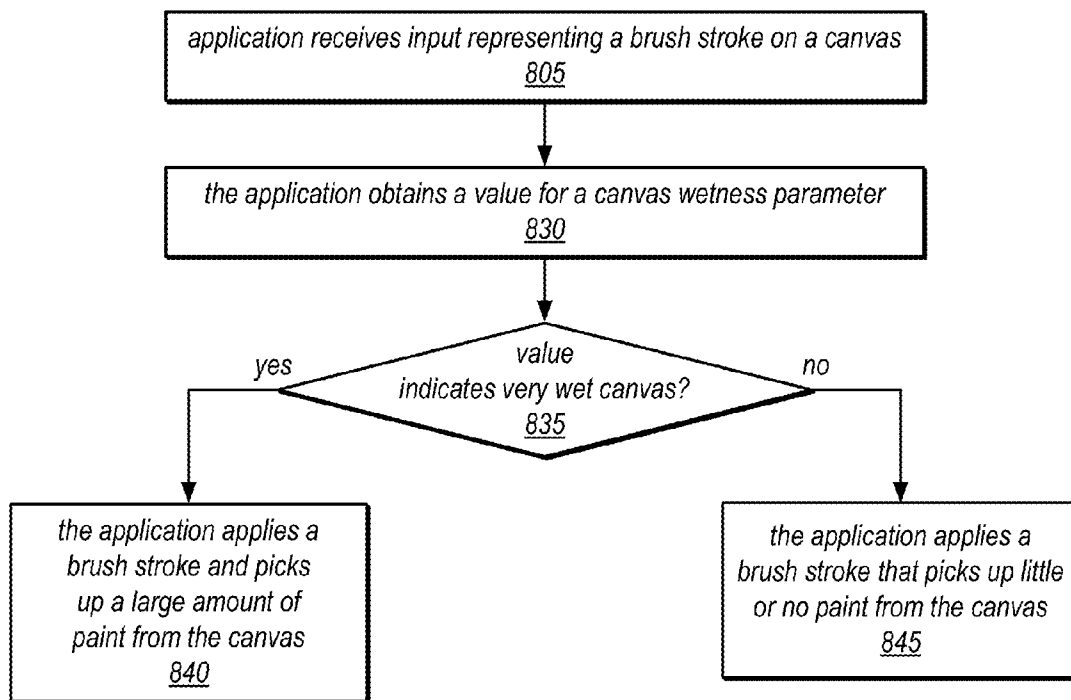 application receives input representing a brush stroke on a canvas
805
the application obtains a value for a canvas wetness parameter
830
yes
value
no
indicates very wet canvas?
835
the application applies a
brush stroke and picks
up a large amount of
paint from the canvas
840
the application applies a
brush stroke that picks up little
or no paint from the canvas
845